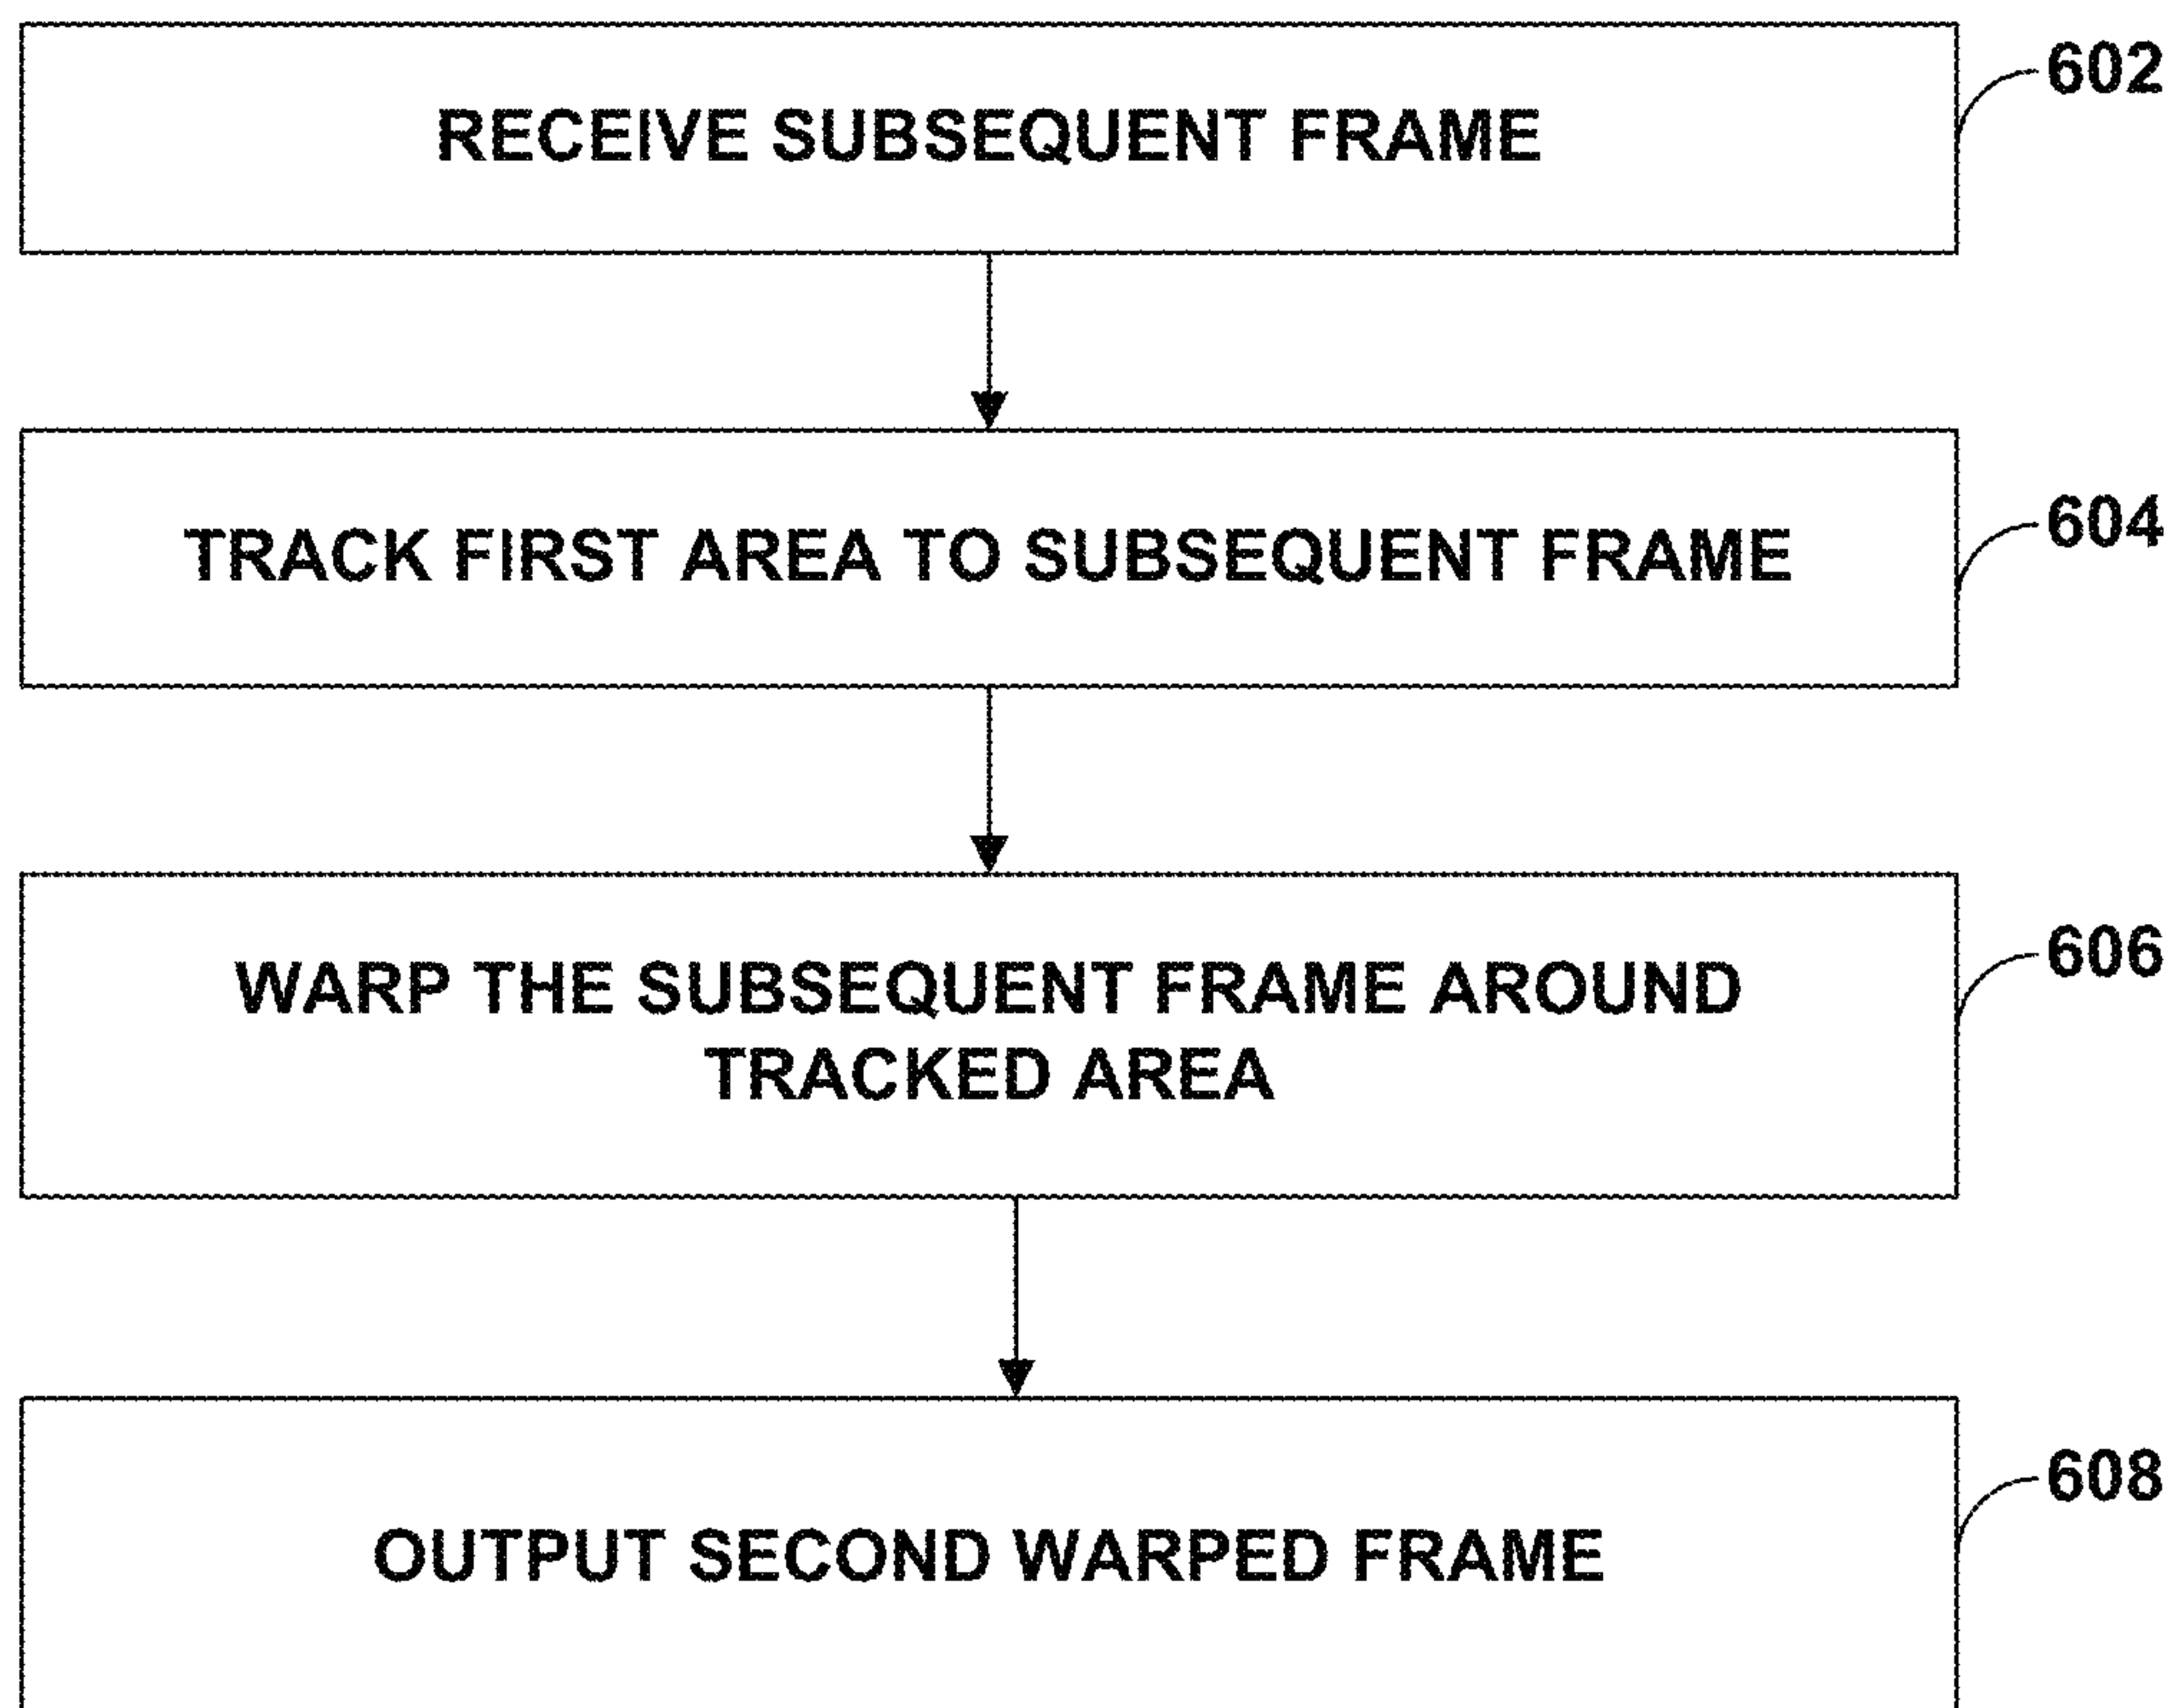 RECEIVE SUBSEQUENT FRAME
602
TRACK FIRST AREA TO SUBSEQUENT FRAME
604
WARP THE SUBSEQUENT FRAME AROUND
TRACKED AREA
606
OUTPUT SECOND WARPED FRAME
608